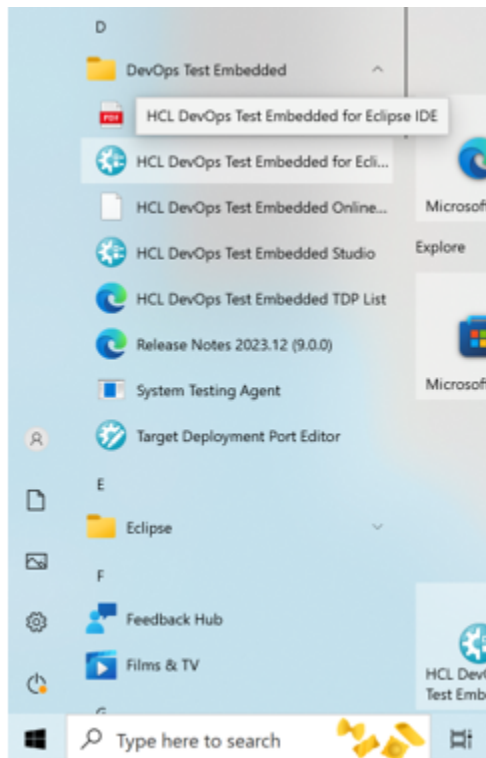 D
DevOps Test Embedded
PDF
HCL DevOps Test Embedded for Eclipse IDE
HCL DevOps Test Embedded for Ecli...
HCL DevOps Test Embedded Online...
Microsof
HCL DevOps Test Embedded Studio
Explore
HCL DevOps Test Embedded TDP List
Release Notes 2023.12 (9.0.0)
System Testing Agent
Microsof
Target Deployment Port Editor
E
Eclipse
F
Feedback Hub
Films & TV
HCL Dev
Test Emb
Type here to search